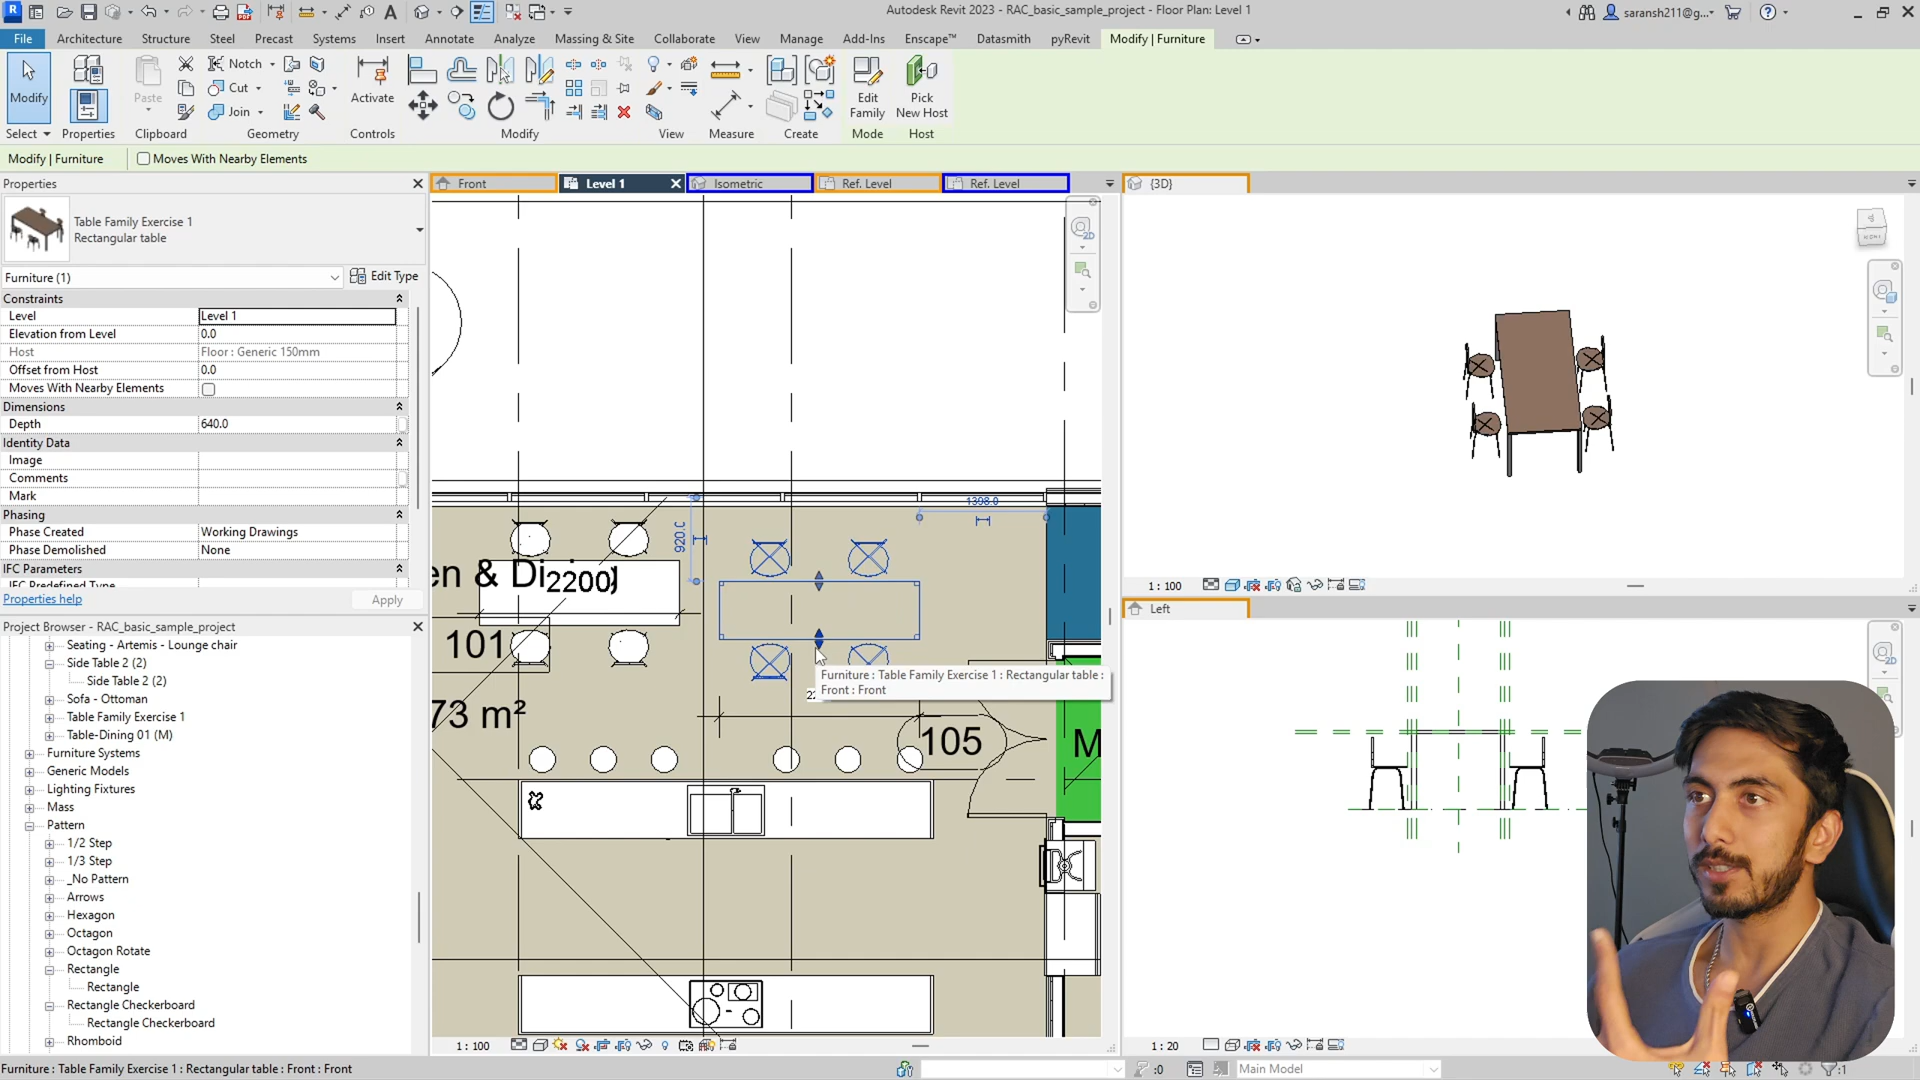 Autodesk Revit 2023 - RAC_basic_sample_project - Floor Plan: Level 1
saransh211@g...
File Architecture Structure Steel Precast Systems Insert Annotate Analyze Massing & Site Collaborate View Manage Add-Ins Enscape™ Datasmith pyRevit Modify | Furniture
Modify
Paste
Notch
Cut
Join
Activate
Edit Family
Pick New Host
Select Properties Clipboard Geometry Controls Modify View Measure Create Mode Host
Modify | Furniture
Moves With Nearby Elements
Properties
Table Family Exercise 1
Rectangular table
Furniture (1)
Edit Type
Constraints
Level Level 1
Elevation from Level 0.0
Host Floor : Generic 150mm
Offset from Host 0.0
Moves With Nearby Elements
Dimensions
Depth 640.0
Identity Data
Image
Comments
Mark
Phasing
Phase Created Working Drawings
Phase Demolished None
IFC Parameters
IFC Predefined Type
Properties help
Apply
Project Browser - RAC_basic_sample_project
Seating - Artemis - Lounge chair
Side Table 2 (2)
Side Table 2 (2)
Sofa - Ottoman
Table Family Exercise 1
Table-Dining 01 (M)
Furniture Systems
Generic Models
Lighting Fixtures
Mass
Pattern
1/2 Step
1/3 Step
_No Pattern
Arrows
Hexagon
Octagon
Octagon Rotate
Rectangle
Rectangle
Rectangle Checkerboard
Rectangle Checkerboard
Rhomboid
Front
Level 1
Isometric
Ref. Level
Ref. Level
{3D}
2D
1398.0
920.0
en & Di
2200
101
73 m²
105
M
Furniture : Table Family Exercise 1 : Rectangular table :
Front : Front
1 : 100
1 : 100
Left
2D
1 : 20
Furniture : Table Family Exercise 1 : Rectangular table : Front : Front
:0
Main Model
:1